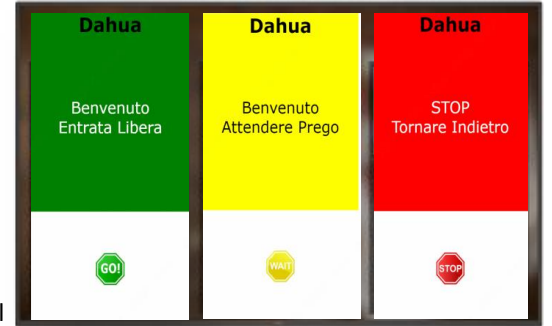 Dahua
Benvenuto
Entrata Libera
GO!
Dahua
Benvenuto
Attendere Prego
WAIT
Dahua
STOP
Tornare Indietro
STOP